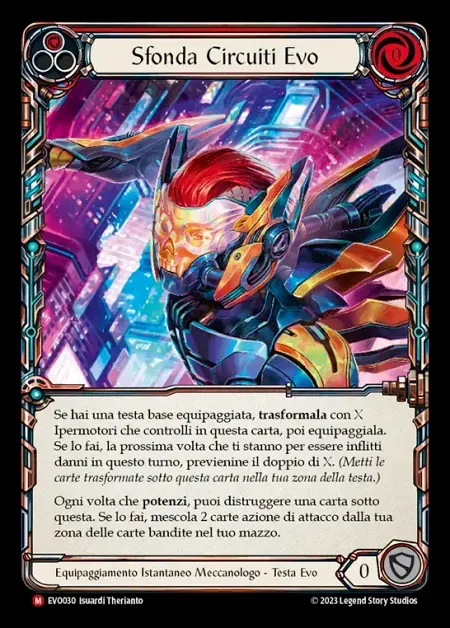 Sfonda Circuiti Evo
0
Se hai una testa base equipaggiata, trasformala con X
Ipermotori che controlli in questa carta, poi equipaggiala.
Se lo fai, la prossima volta che ti stanno per essere inflitti
danni in questo turno, previenine il doppio di X. (Metti le
carte trasformate sotto questa carta nella tua zona della testa.)
Ogni volta che potenzi, puoi distruggere una carta sotto
questa. Se lo fai, mescola 2 carte azione di attacco dalla tua
zona delle carte bandite nel tuo mazzo.
Equipaggiamento Istantaneo Meccanologo - Testa Evo
0
M EVO030 Isuardi Therianto
© 2023 Legend Story Studios